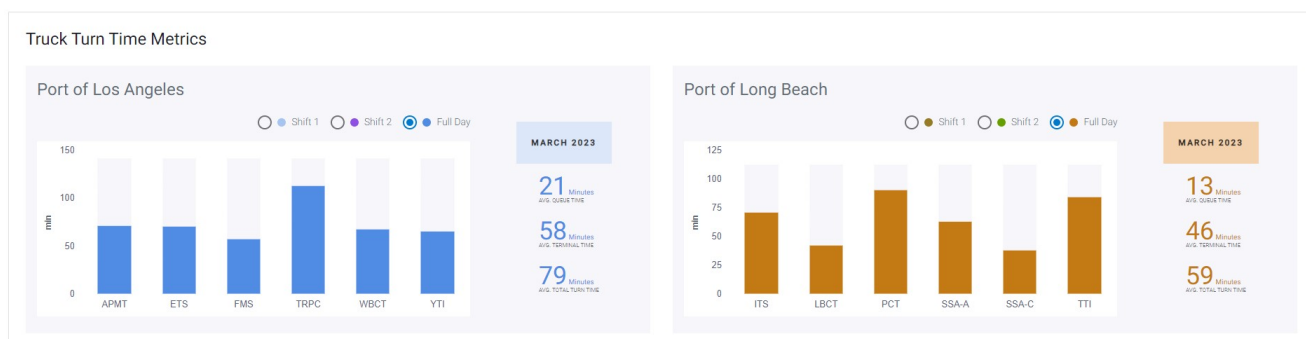 Truck Turn Time Metrics
Port of Los Angeles
Shift 1 Shift 2 Full Day
MARCH 2023
150
100
min
50
0
APMT ETS FMS TRPC WBCT YTI
21 Minutes
AVG. QUEUE TIME
58 Minutes
AVG. TERMINAL TIME
79 Minutes
AVG. TOTAL TURN TIME
Port of Long Beach
Shift 1 Shift 2 Full Day
MARCH 2023
125
100
75
min
50
25
0
ITS LBCT PCT SSA-A SSA-C TTI
13 Minutes
AVG. QUEUE TIME
46 Minutes
AVG. TERMINAL TIME
59 Minutes
AVG. TOTAL TURN TIME